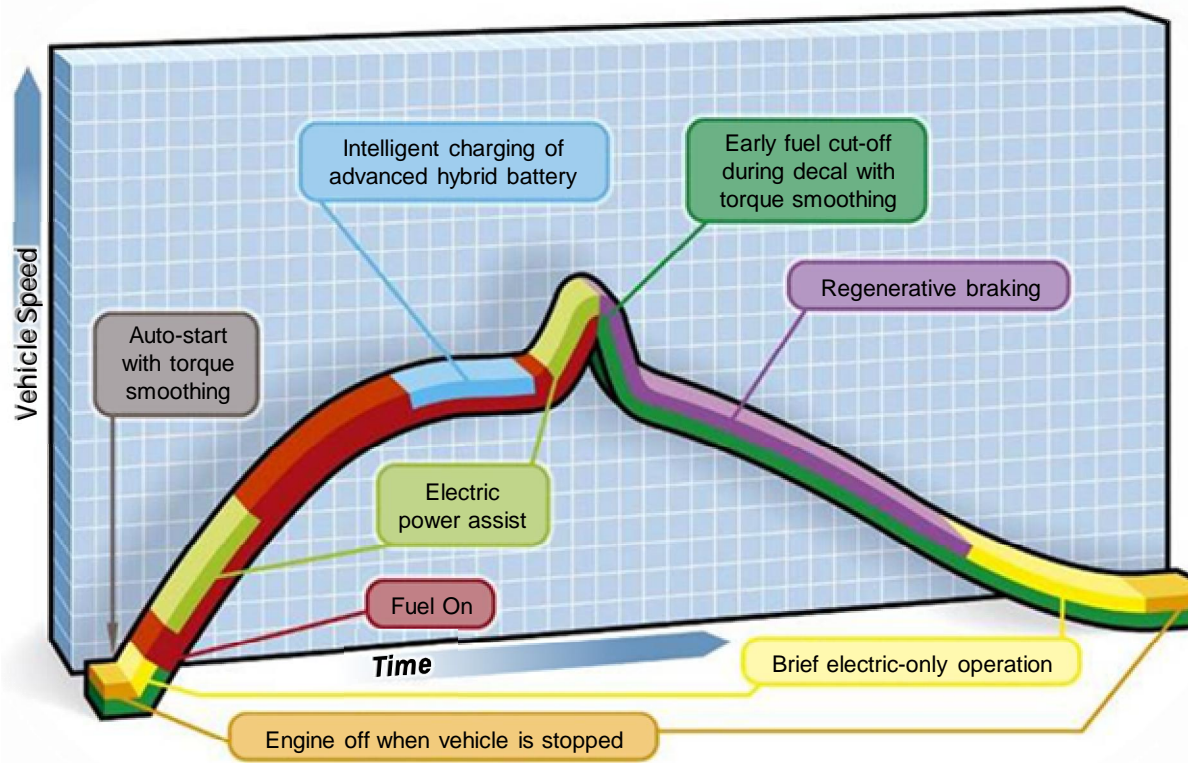 Intelligent charging of
advanced hybrid battery
Early fuel cut-off
during decal with
torque smoothing
Regenerative braking
Vehicle Speed
Auto-start
with torque
smoothing
Electric
power assist
Fuel On
Time
Brief electric-only operation
Engine off when vehicle is stopped